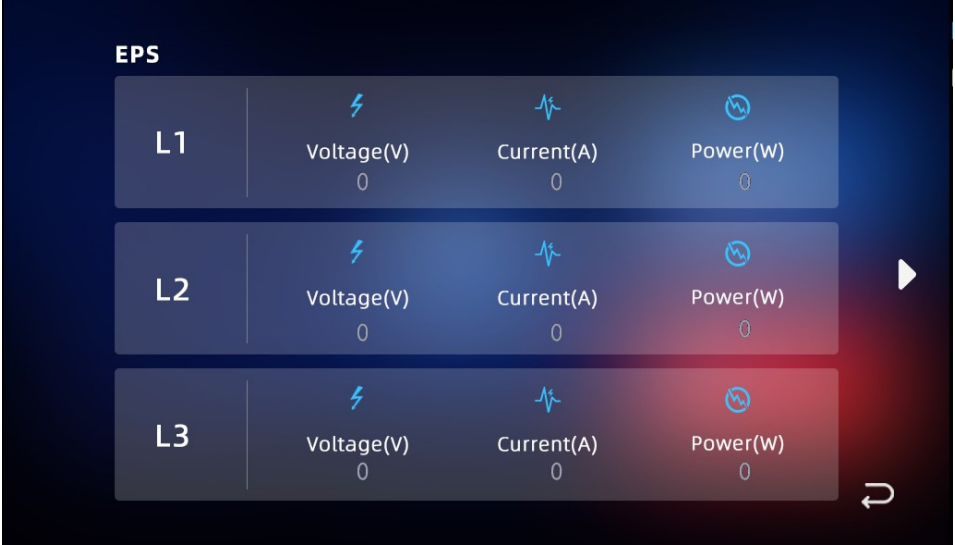 EPS
L1
Voltage(V) Current(A) Power(W)
0 0 0
L2
Voltage(V) Current(A) Power(W)
0 0 0
L3
Voltage(V) Current(A) Power(W)
0 0 0